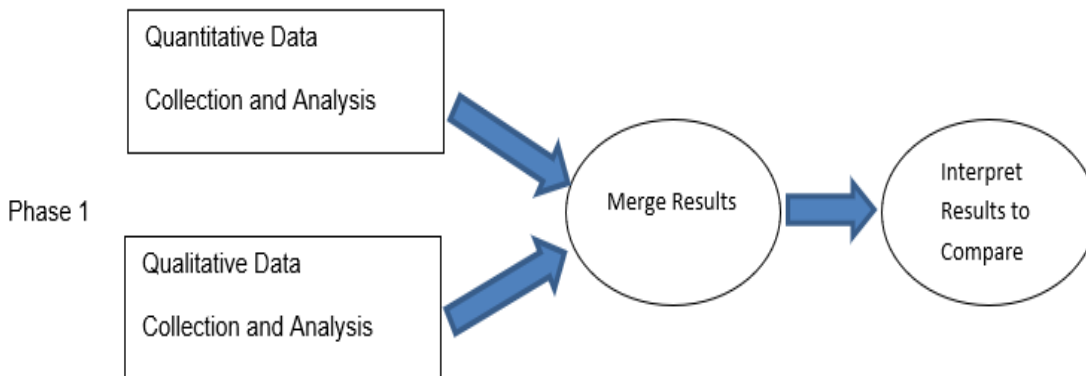 Quantitative Data
Collection and Analysis
Phase 1
Qualitative Data
Collection and Analysis
Merge Results
Interpret
Results to
Compare